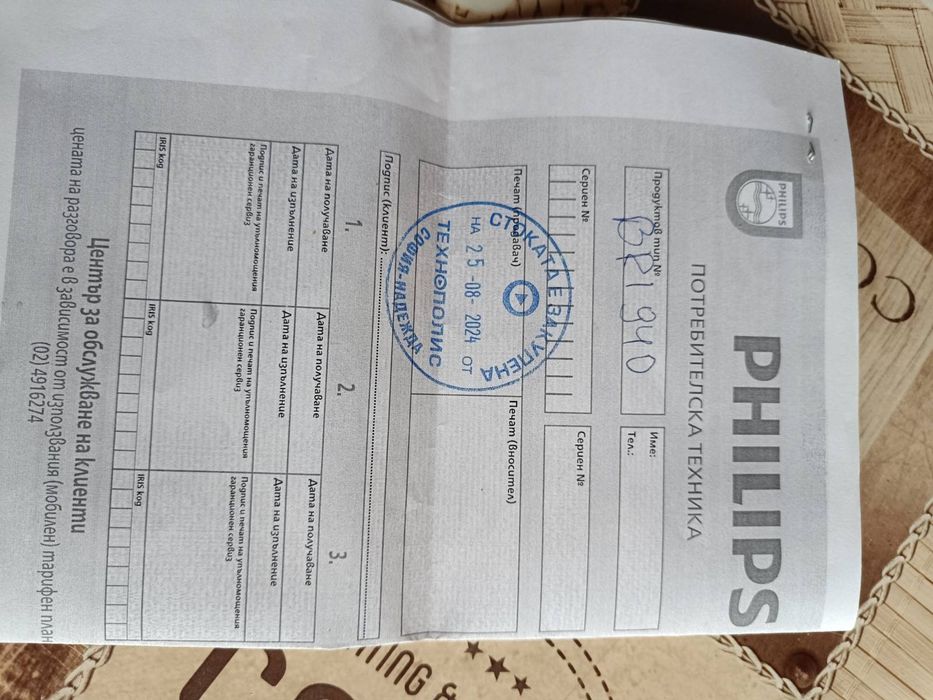 PHILIPS
PHILIPS
ПОТРЕБИТЕЛСКА ТЕХНИКА
Продуктов тип №
BRI 940
Име:
Тел.:
Сериен №
Сериен №
Печат (продавач)
Печат (вносител)
СТОКАТА Е ЗАКУПЕНА
НА 25-08-2024 ОТ
ТЕХНОПОЛИС
СОФИЯ-НАДЕЖДА
Подпис (клиент):
1.
2.
3.
Дата на получаване
Дата на получаване
Дата на получаване
Дата на изпълнение
Дата на изпълнение
Дата на изпълнение
Подпис и печат на упълномощения
гаранционен сервиз
Подпис и печат на упълномощения
гаранционен сервиз
Подпис и печат на упълномощения
гаранционен сервиз
IRIS код
IRIS код
IRIS код
Център за обслужване на клиенти
цената на разговора е в зависимост от използвания (мобилен) тарифен план
(02) 4916274